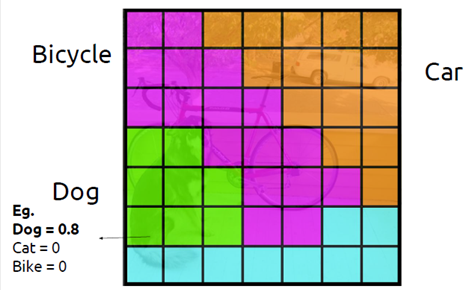 Bicycle
Car
Dog
Eg.
Dog = 0.8
Cat = 0
Bike = 0